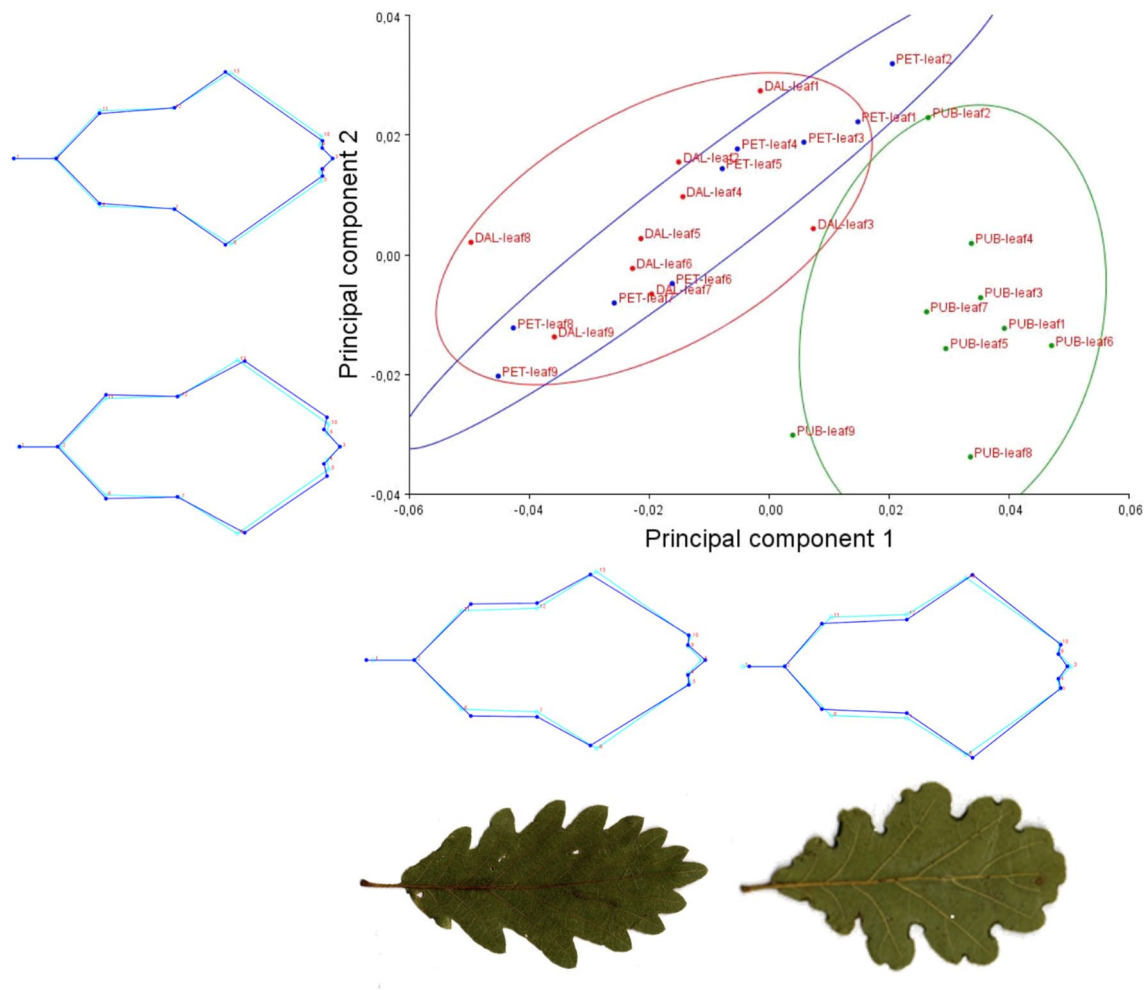 0,04
0,02
0,00
-0,02
-0,04
Principal component 2
PET-leaf2
DAL-leaf1
PET-leaf1
PUB-leaf2
PET-leaf3
PET-leaf4
DAL-leaf2
PET-leaf5
DAL-leaf4
DAL-leaf3
DAL-leaf8
DAL-leaf5
PUB-leaf4
DAL-leaf6
PET-leaf6
DAL-leaf7
PET-leaf7
PUB-leaf3
PUB-leaf7
PET-leaf8
DAL-leaf9
PUB-leaf1
PUB-leaf5
PUB-leaf6
PET-leaf9
PUB-leaf9
PUB-leaf8
-0,06
-0,04
-0,02
0,00
0,02
0,04
0,06
Principal component 1